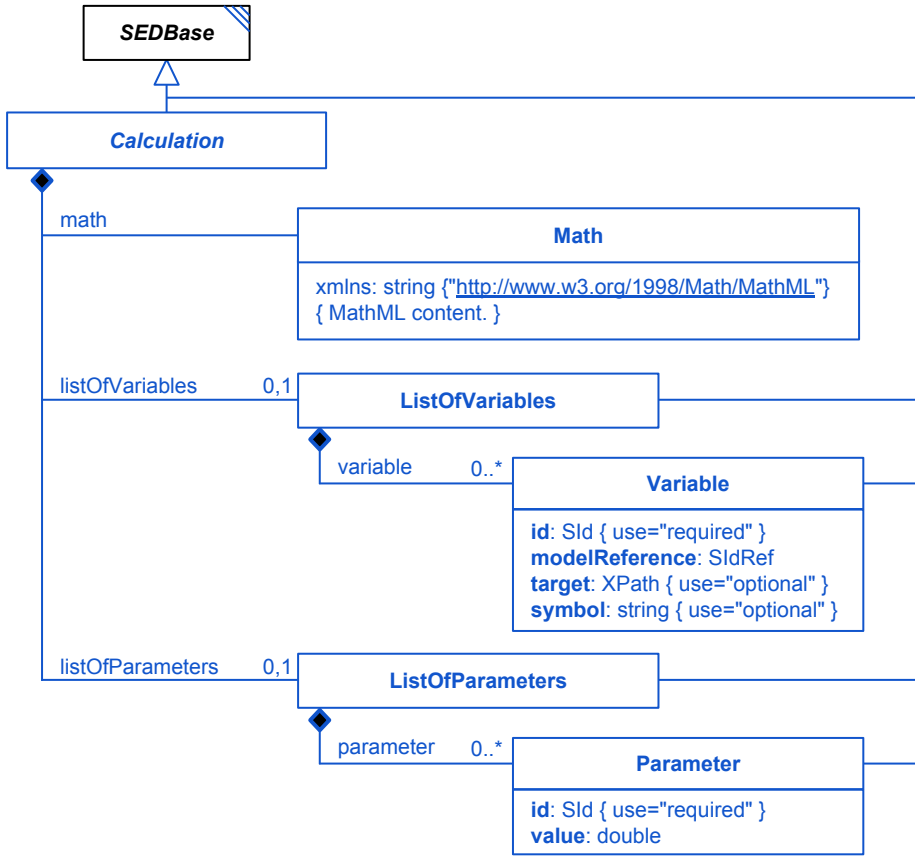 SEDBase
Calculation
math
Math
xmlns: string {"http://www.w3.org/1998/Math/MathML"}
{ MathML content. }
listOfVariables 0,1
ListOfVariables
variable 0..*
Variable
id: SId { use="required" }
modelReference: SIdRef
target: XPath { use="optional" }
symbol: string { use="optional" }
listOfParameters 0,1
ListOfParameters
parameter 0..*
Parameter
id: SId { use="required" }
value: double